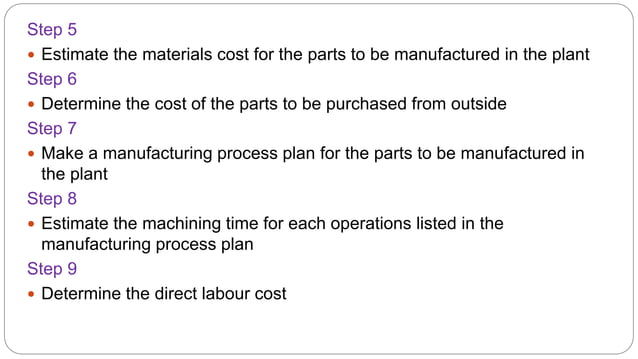 Step 5
• Estimate the materials cost for the parts to be manufactured in the plant
Step 6
• Determine the cost of the parts to be purchased from outside
Step 7
• Make a manufacturing process plan for the parts to be manufactured in
the plant
Step 8
• Estimate the machining time for each operations listed in the
manufacturing process plan
Step 9
• Determine the direct labour cost